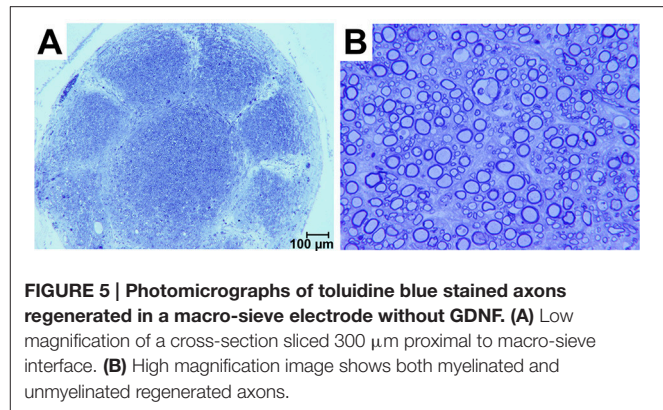 A
B
100 µm
FIGURE 5 | Photomicrographs of toluidine blue stained axons
regenerated in a macro-sieve electrode without GDNF. (A) Low
magnification of a cross-section sliced 300 µm proximal to macro-sieve
interface. (B) High magnification image shows both myelinated and
unmyelinated regenerated axons.